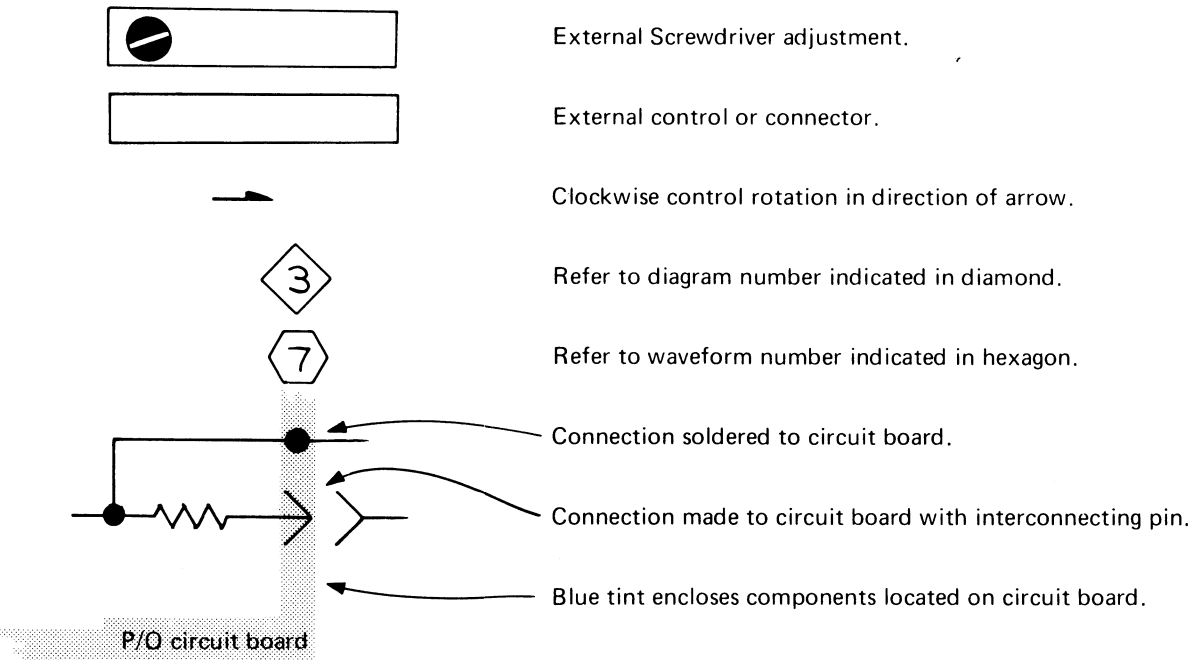 External Screwdriver adjustment.
External control or connector.
Clockwise control rotation in direction of arrow.
3
Refer to diagram number indicated in diamond.
7
Refer to waveform number indicated in hexagon.
Connection soldered to circuit board.
Connection made to circuit board with interconnecting pin.
Blue tint encloses components located on circuit board.
P/O circuit board